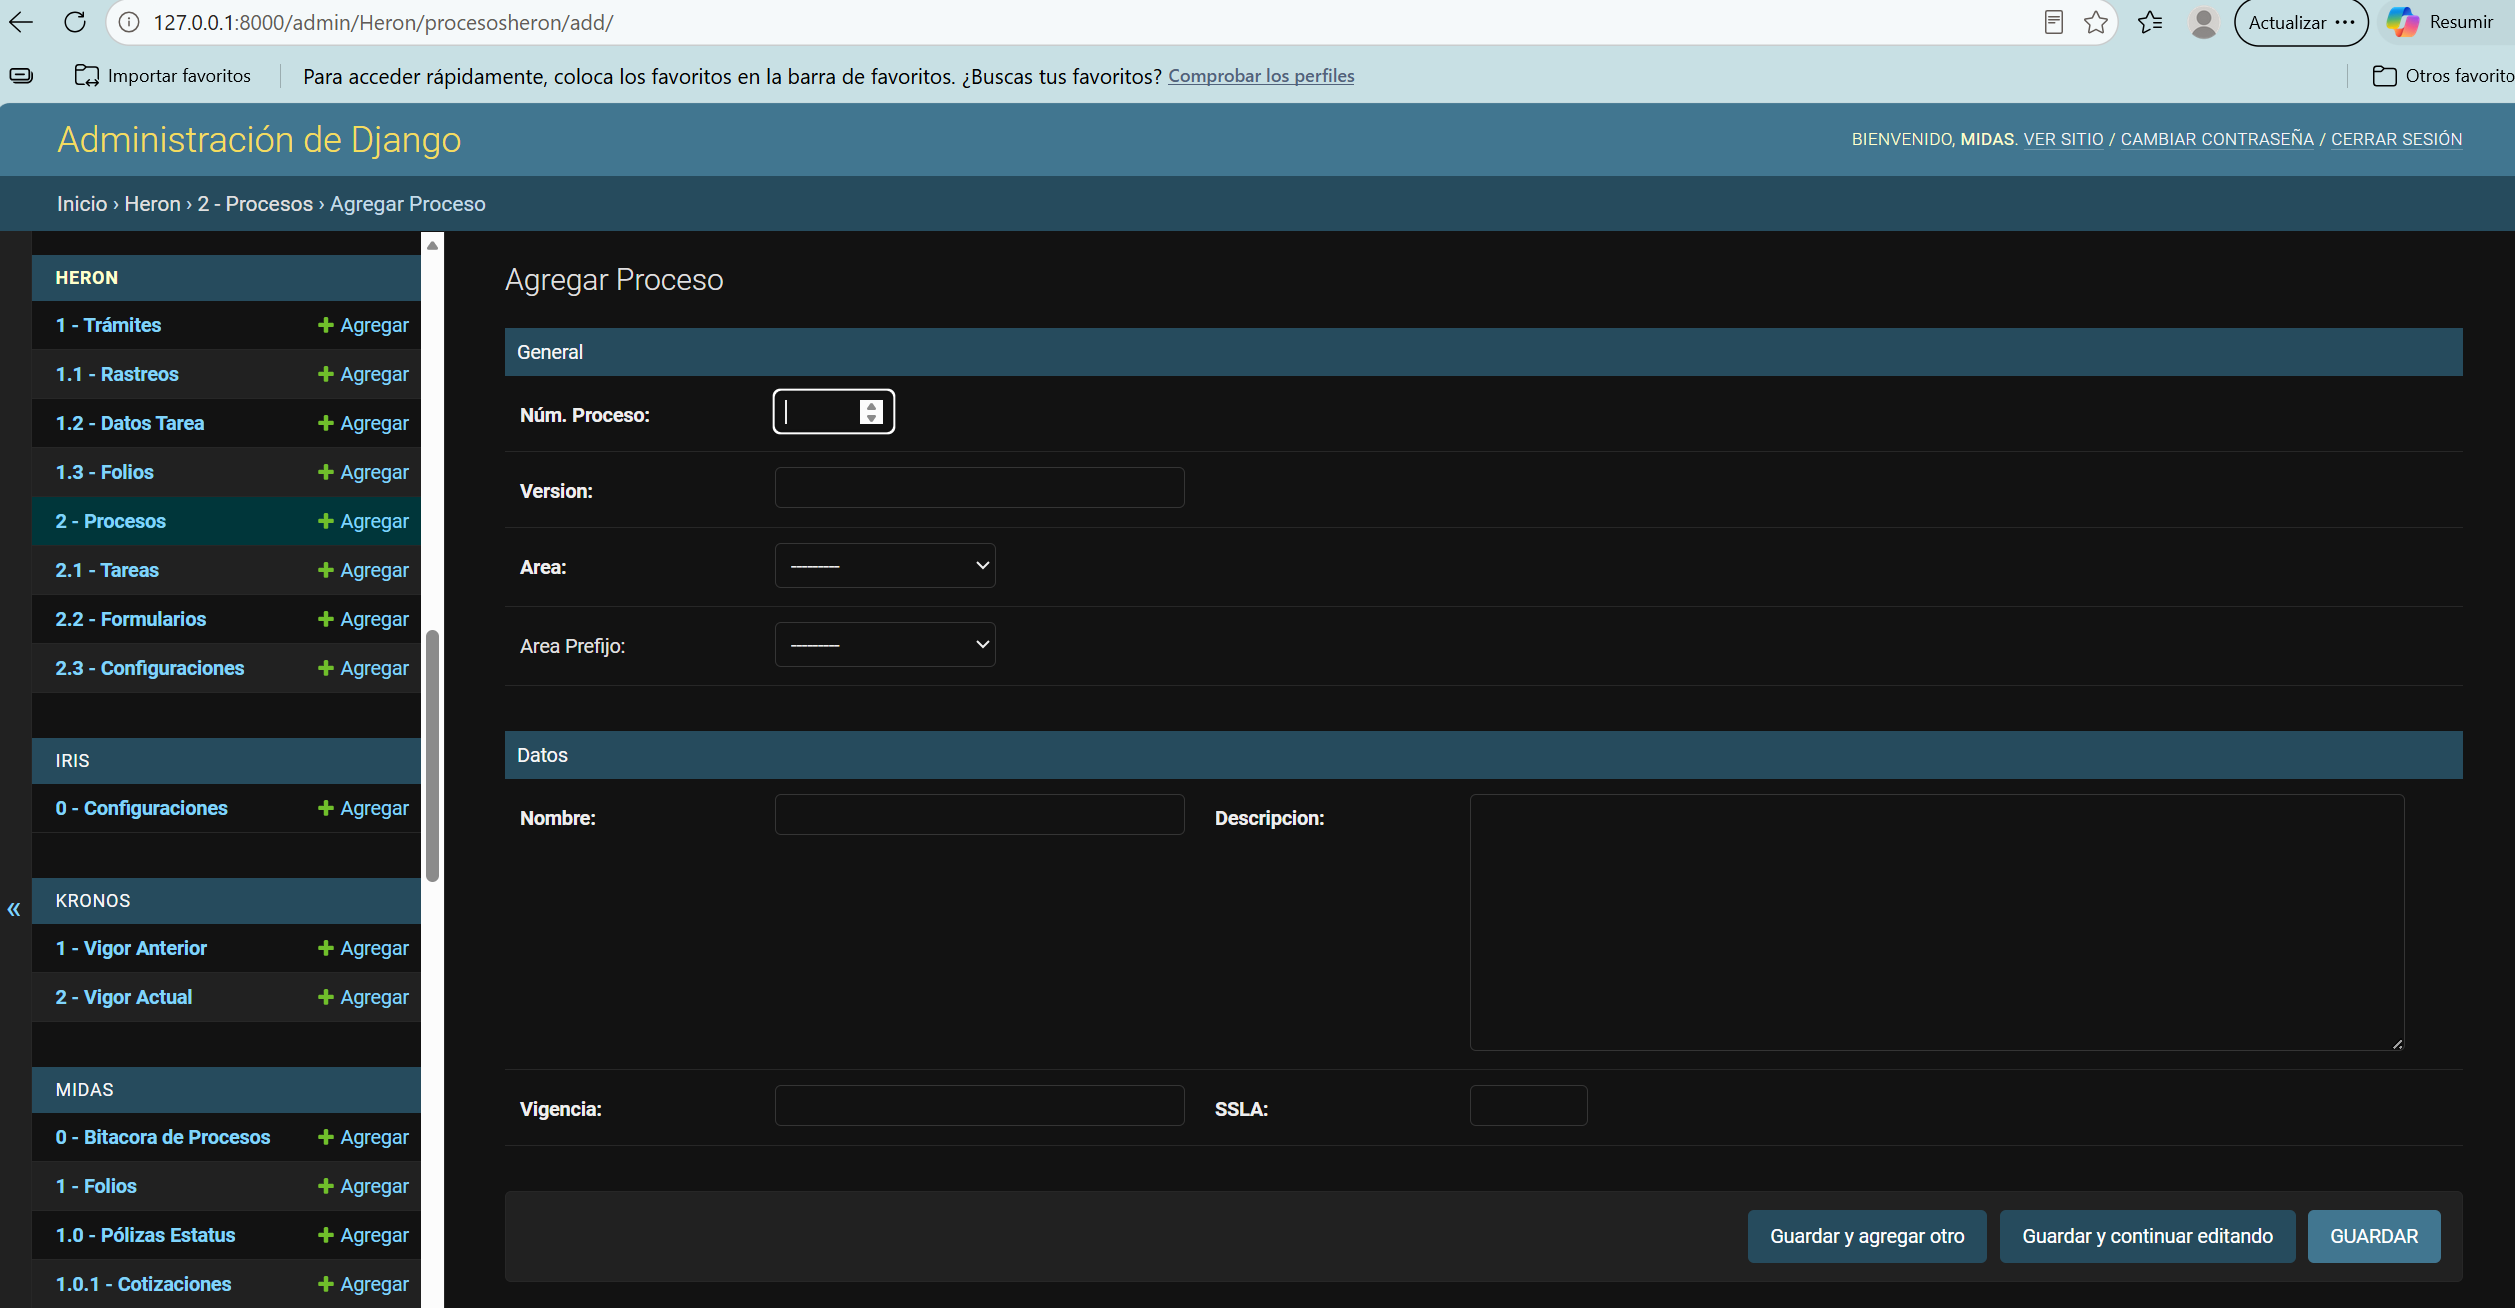 127.0.0.1:8000/admin/Heron/procesosheron/add/
Actualizar
Resumir
Importar favoritos
Para acceder rápidamente, coloca los favoritos en la barra de favoritos. ¿Buscas tus favoritos? Comprobar los perfiles
Otros favorito
Administración de Django
BIENVENIDO, MIDAS. VER SITIO / CAMBIAR CONTRASEÑA / CERRAR SESIÓN
Inicio › Heron › 2 - Procesos › Agregar Proceso
HERON
1 - Trámites Agregar
1.1 - Rastreos Agregar
1.2 - Datos Tarea Agregar
1.3 - Folios Agregar
2 - Procesos Agregar
2.1 - Tareas Agregar
2.2 - Formularios Agregar
2.3 - Configuraciones Agregar
IRIS
0 - Configuraciones Agregar
KRONOS
1 - Vigor Anterior Agregar
2 - Vigor Actual Agregar
MIDAS
0 - Bitacora de Procesos Agregar
1 - Folios Agregar
1.0 - Pólizas Estatus Agregar
1.0.1 - Cotizaciones Agregar
«
Agregar Proceso
General
Núm. Proceso:
Version:
Area: ---------
Area Prefijo: ---------
Datos
Nombre:
Descripcion:
Vigencia:
SSLA:
Guardar y agregar otro
Guardar y continuar editando
GUARDAR